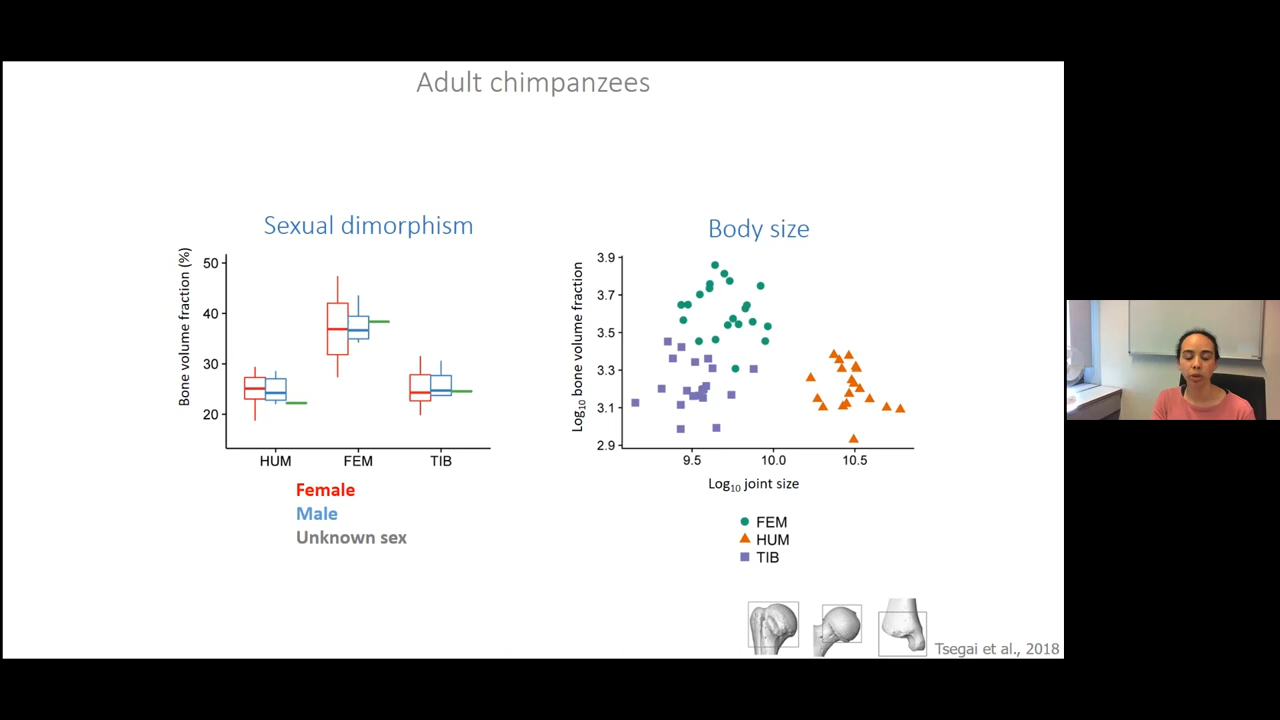 Adult chimpanzees
Sexual dimorphism
Bone volume fraction (%)
50
40
30
20
HUM FEM TIB
Female
Male
Unknown sex
Body size
Log10 bone volume fraction
3.9
3.7
3.5
3.3
3.1
2.9
9.5 10.0 10.5
Log10 joint size
FEM
HUM
TIB
Tsegai et al., 2018